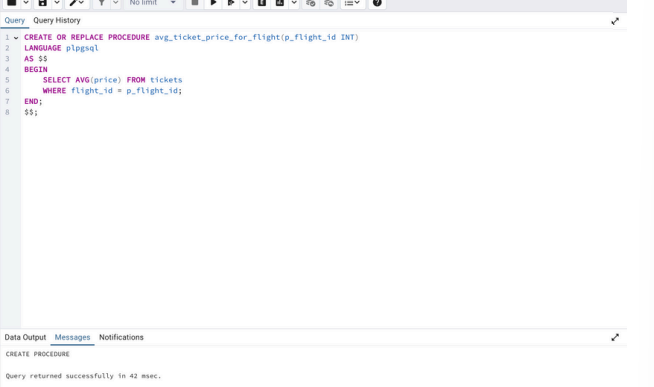 No limit
Query Query History
1 CREATE OR REPLACE PROCEDURE avg_ticket_price_for_flight(p_flight_id INT)
2 LANGUAGE plpgsql
3 AS $$
4 BEGIN
5 SELECT AVG(price) FROM tickets
6 WHERE flight_id = p_flight_id;
7 END;
8 $$;
Data Output Messages Notifications
CREATE PROCEDURE
Query returned successfully in 42 msec.